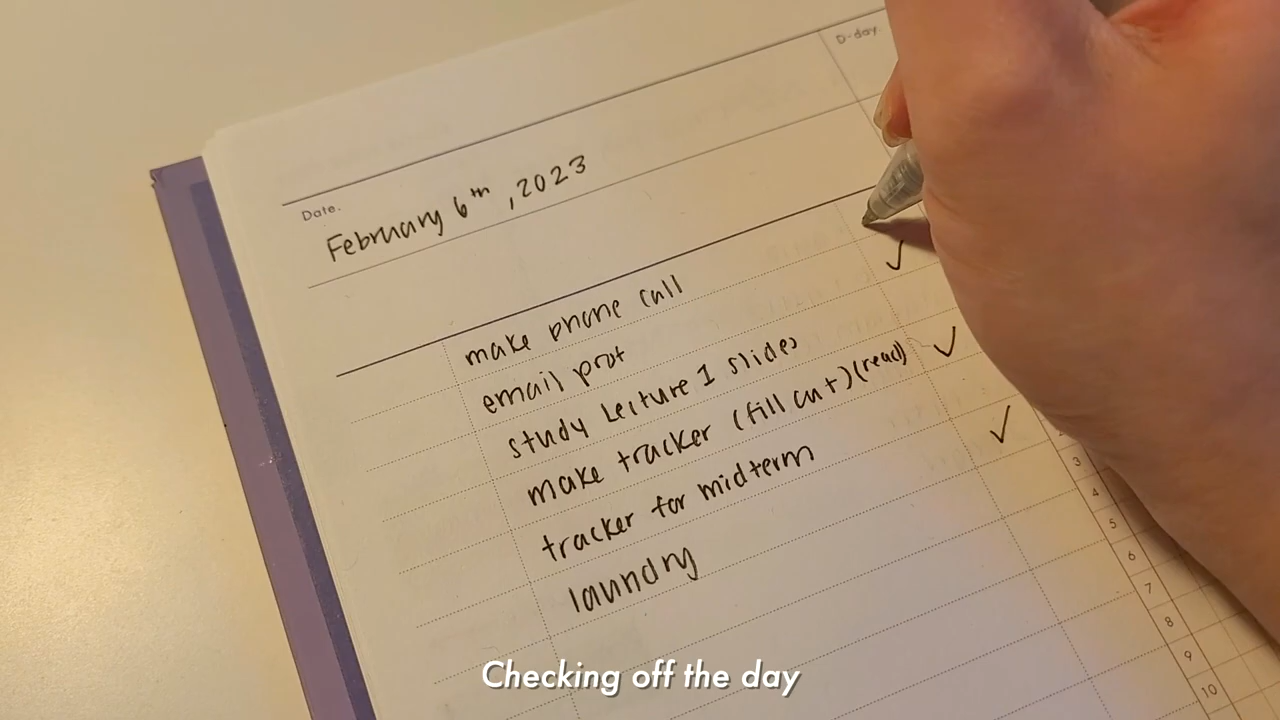 D-day.
Date.
February 6th, 2023
make phone call
email prof
study Lecture 1 slides
make tracker (fill out)(read)
tracker for midterm
laundry
3
4
5
6
7
8
9
10
Checking off the day